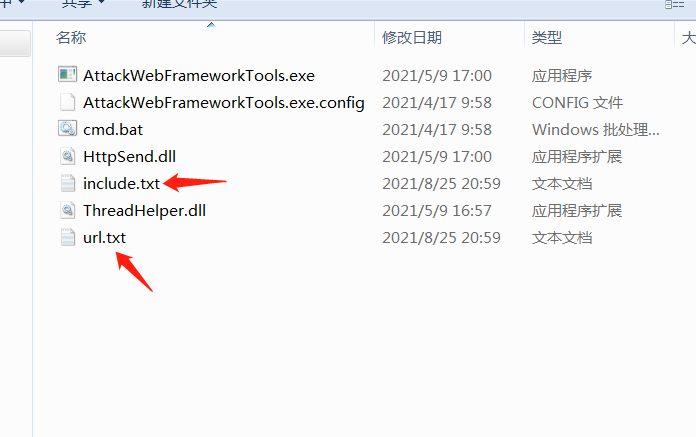 中 共享 新建文件夹
名称 修改日期 类型 大
AttackWebFrameworkTools.exe 2021/5/9 17:00 应用程序
AttackWebFrameworkTools.exe.config 2021/4/17 9:58 CONFIG 文件
cmd.bat 2021/4/17 9:58 Windows 批处理...
HttpSend.dll 2021/5/9 17:00 应用程序扩展
include.txt 2021/8/25 20:59 文本文档
ThreadHelper.dll 2021/5/9 16:57 应用程序扩展
url.txt 2021/8/25 20:59 文本文档